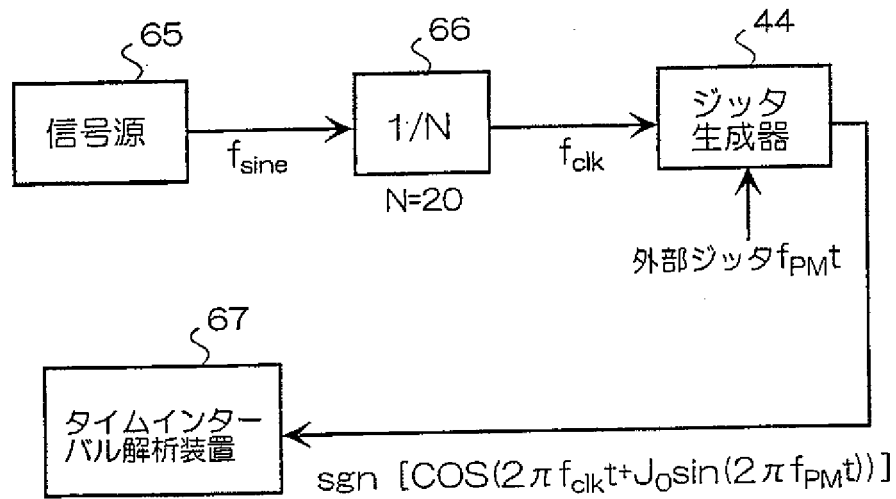 65
信号源
f_sine
66
1/N
N=20
f_clk
44
ジッタ
生成器
外部ジッタf_PMt
67
タイムインター
バル解析装置
sgn [COS(2πf_clkt+J_0sin(2πf_PMt))]